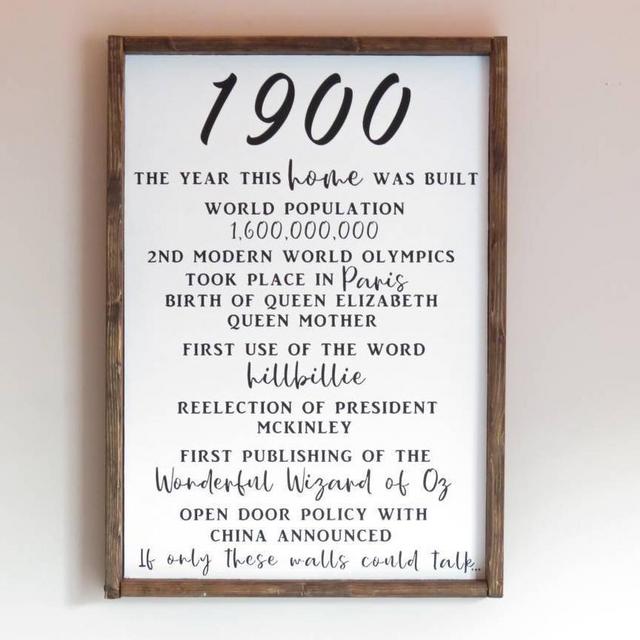 1900
THE YEAR THIS home WAS BUILT
WORLD POPULATION
1,600,000,000
2ND MODERN WORLD OLYMPICS
TOOK PLACE IN Paris
BIRTH OF QUEEN ELIZABETH
QUEEN MOTHER
FIRST USE OF THE WORD
hillbillie
REELECTION OF PRESIDENT
MCKINLEY
FIRST PUBLISHING OF THE
Wonderful Wizard of Oz
OPEN DOOR POLICY WITH
CHINA ANNOUNCED
If only these walls could talk...